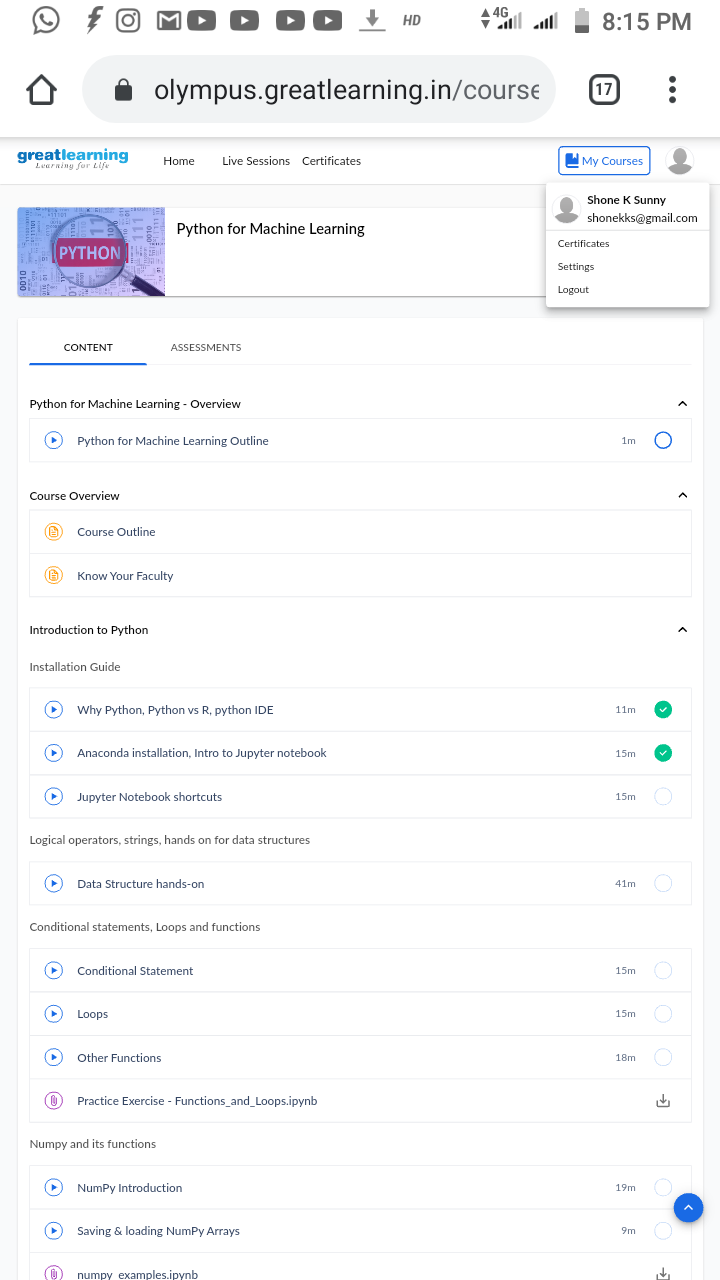 HD 4G 8:15 PM
olympus.greatlearning.in/course
17
greatlearning
Learning for Life
Home Live Sessions Certificates My Courses
Shone K Sunny
shonekks@gmail.com
Certificates
Settings
Logout
PYTHON
Python for Machine Learning
CONTENT ASSESSMENTS
Python for Machine Learning - Overview
Python for Machine Learning Outline 1m
Course Overview
Course Outline
Know Your Faculty
Introduction to Python
Installation Guide
Why Python, Python vs R, python IDE 11m
Anaconda installation, Intro to Jupyter notebook 15m
Jupyter Notebook shortcuts 15m
Logical operators, strings, hands on for data structures
Data Structure hands-on 41m
Conditional statements, Loops and functions
Conditional Statement 15m
Loops 15m
Other Functions 18m
Practice Exercise - Functions_and_Loops.ipynb
Numpy and its functions
NumPy Introduction 19m
Saving & loading NumPy Arrays 9m
numpy_examples.ipynb